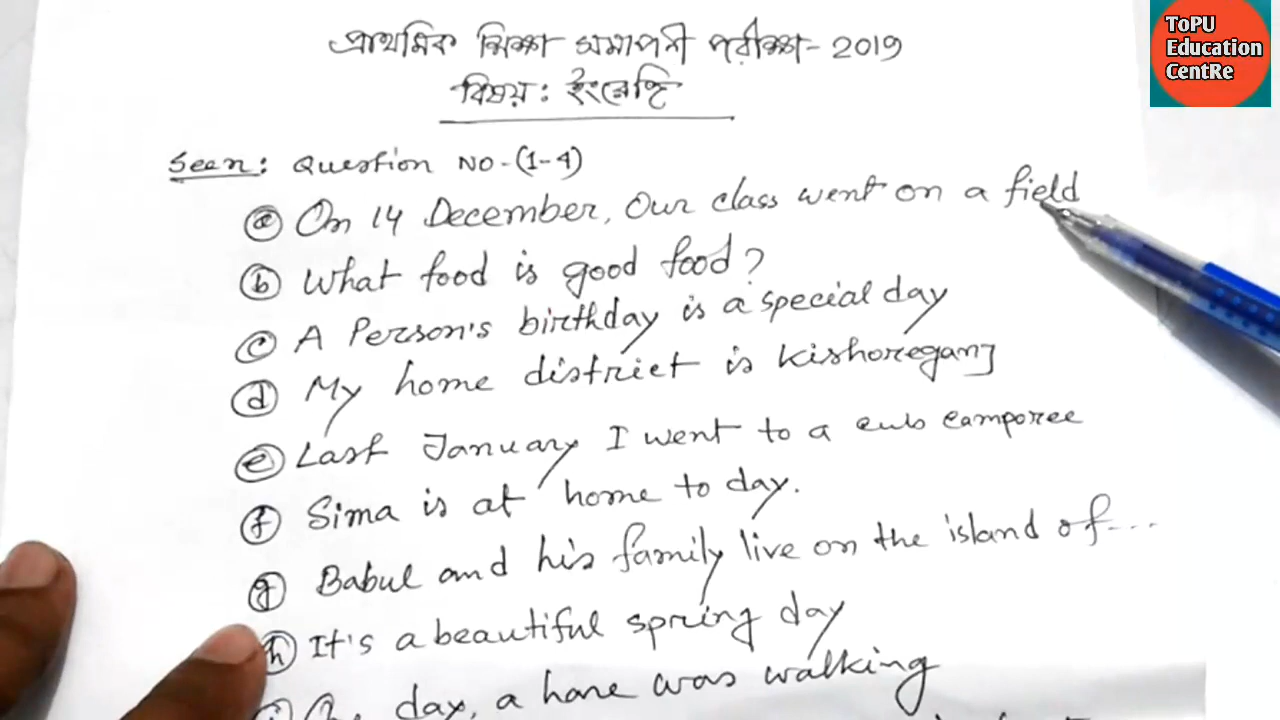 ToPU
Education
CentRe
প্রাথমিক শিক্ষা সমাপনী পরীক্ষা- 2019
বিষয়: ইংরেজি
Seen: Question No-(1-4)
(a) On 14 December, Our class went on a field
(b) What food is good food?
(c) A Person's birthday is a special day
(d) My home district is Kishoreganj
(e) Last January I went to a cub camporee
(f) Sima is at home to day.
(g) Babul and his family live on the island of---
(h) It's a beautiful spring day
day, a hare was walking